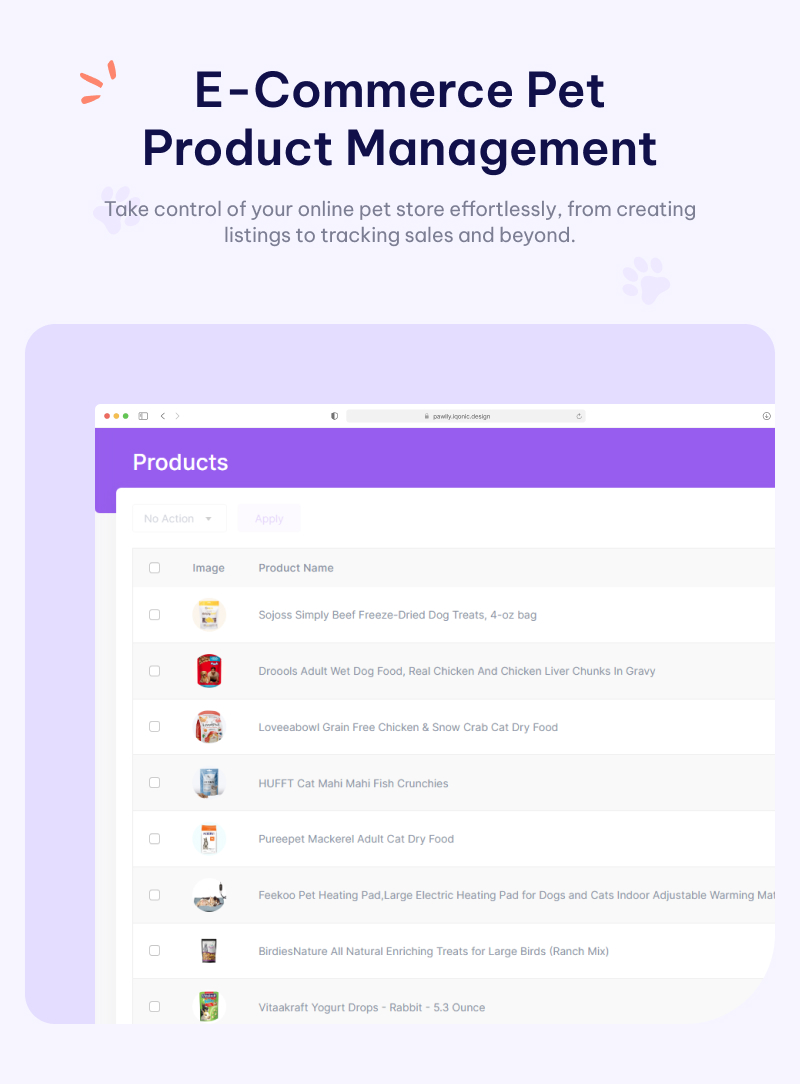 E-Commerce Pet
Product Management
Take control of your online pet store effortlessly, from creating
listings to tracking sales and beyond.
pawlly.iqonic.design
Products
No Action
Apply
Image
Product Name
Sojoss Simply Beef Freeze-Dried Dog Treats, 4-oz bag
Droools Adult Wet Dog Food, Real Chicken And Chicken Liver Chunks In Gravy
Loveeabowl Grain Free Chicken & Snow Crab Cat Dry Food
HUFFT Cat Mahi Mahi Fish Crunchies
Pureepet Mackerel Adult Cat Dry Food
Feekoo Pet Heating Pad,Large Electric Heating Pad for Dogs and Cats Indoor Adjustable Warming Mat
BirdiesNature All Natural Enriching Treats for Large Birds (Ranch Mix)
Vitaakraft Yogurt Drops - Rabbit - 5.3 Ounce